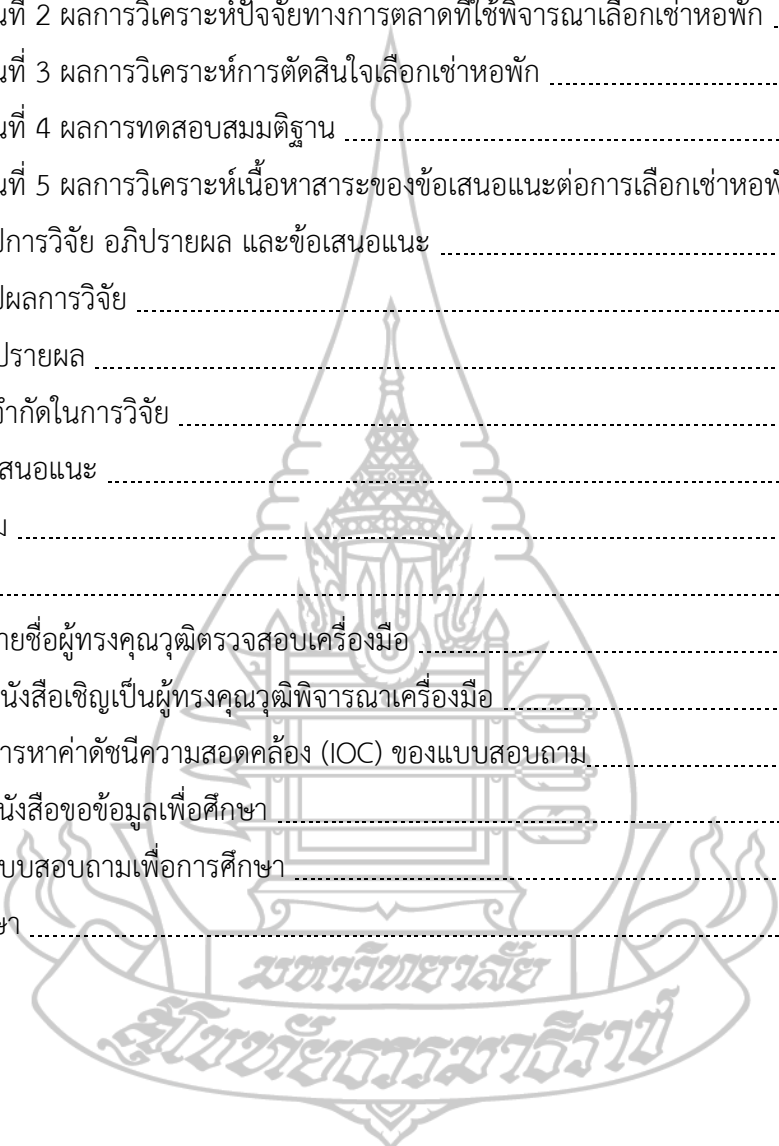 นที่ 2 ผลการวิเคราะห์ปัจจัยทางการตลาดที่ใช้พิจารณาเลือกเช่าหอพัก
นที่ 3 ผลการวิเคราะห์การตัดสินใจเลือกเช่าหอพัก
นที่ 4 ผลการทดสอบสมมติฐาน
นที่ 5 ผลการวิเคราะห์เนื้อหาสาระของข้อเสนอแนะต่อการเลือกเช่าหอพั
ปการวิจัย อภิปรายผล และข้อเสนอแนะ
ปผลการวิจัย
ปรายผล
จำกัดในการวิจัย
เสนอแนะ
ม
ายชื่อผู้ทรงคุณวุฒิตรวจสอบเครื่องมือ
นังสือเชิญเป็นผู้ทรงคุณวุฒิพิจารณาเครื่องมือ
ารหาค่าดัชนีความสอดคล้อง (IOC) ของแบบสอบถาม
นังสือขอข้อมูลเพื่อศึกษา
บบสอบถามเพื่อการศึกษา
ษา
มหาวิทยาลัย
สุโขทัยธรรมาธิราช